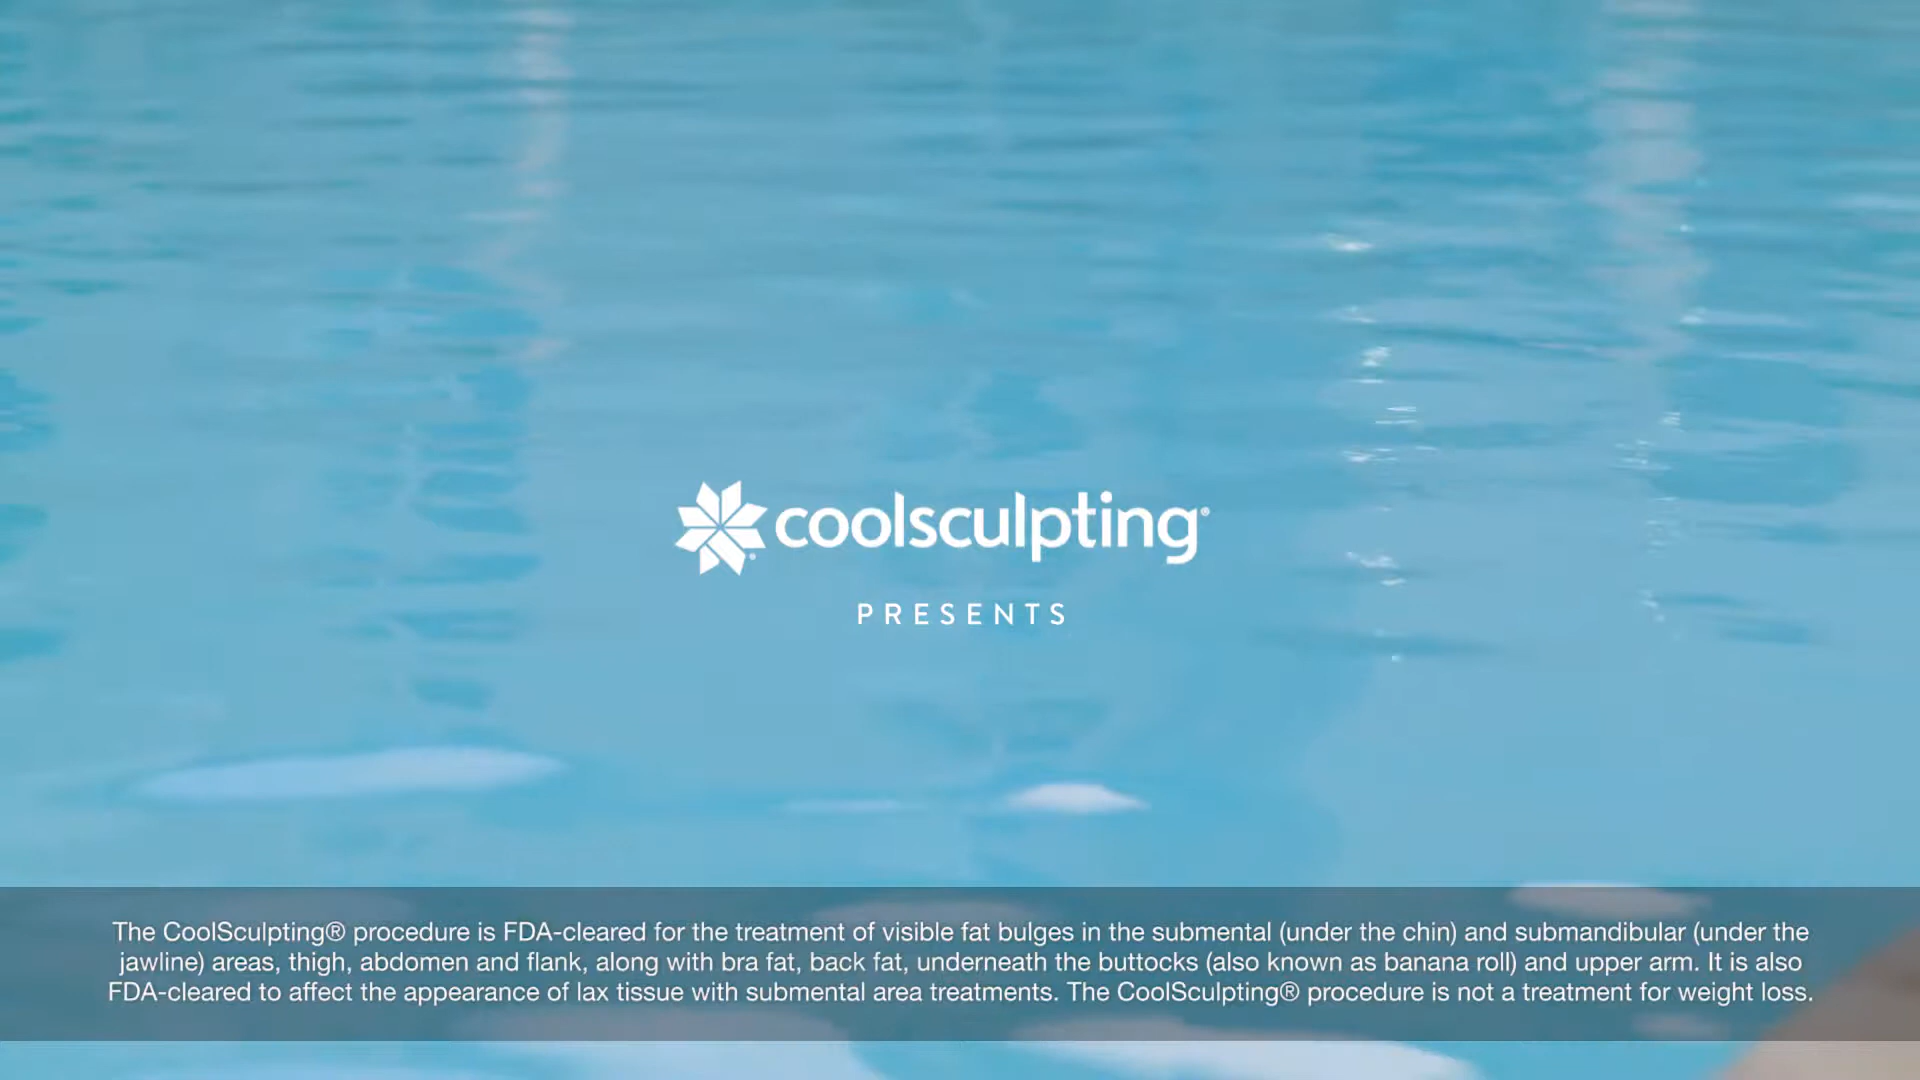 coolsculpting®
PRESENTS
The CoolSculpting® procedure is FDA-cleared for the treatment of visible fat bulges in the submental (under the chin) and submandibular (under the
jawline) areas, thigh, abdomen and flank, along with bra fat, back fat, underneath the buttocks (also known as banana roll) and upper arm. It is also
FDA-cleared to affect the appearance of lax tissue with submental area treatments. The CoolSculpting® procedure is not a treatment for weight loss.